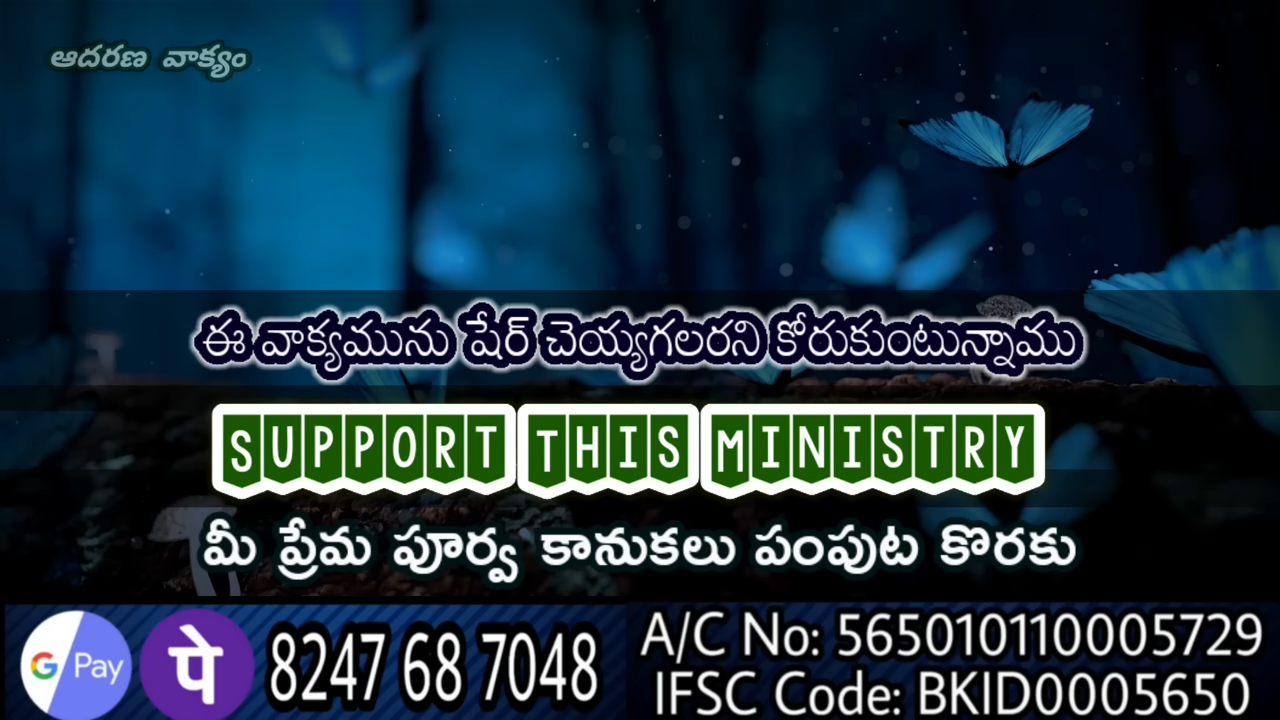 ఆదరణ వాక్యం
ఈ వాక్యమును షేర్ చెయ్యగలరని కోరుకుంటున్నాము
SUPPORT THIS MINISTRY
మీ ప్రేమ పూర్వ కానుకలు పంపుట కొరకు
G Pay పే 8247 68 7048
A/C No: 565010110005729
IFSC Code: BKID0005650